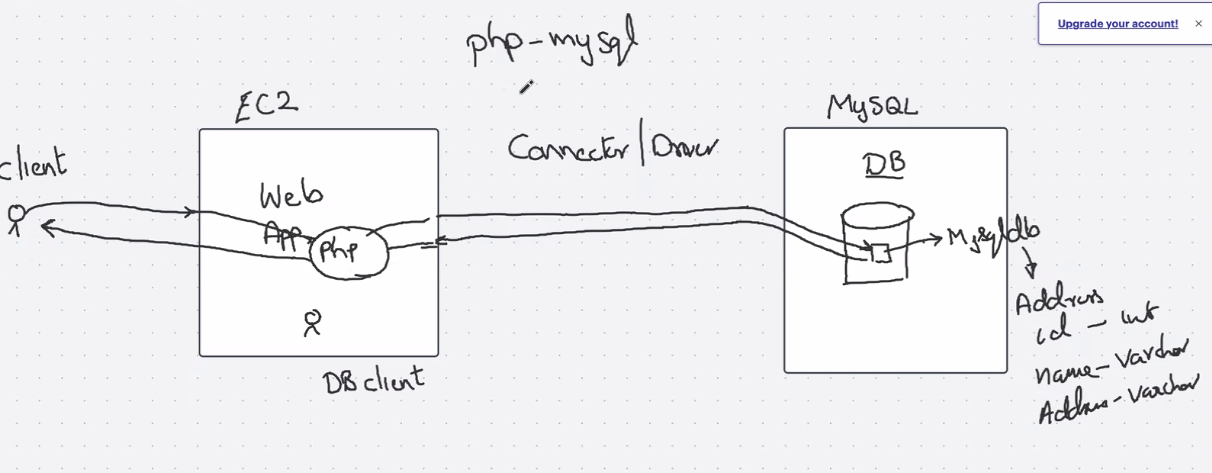 Upgrade your account!
php-mysql
EC2
MySQL
Connector/Driver
client
DB
Web
App
php
Mysqldb
Address
id - int
name - Varchar
Address - Varchar
DB client